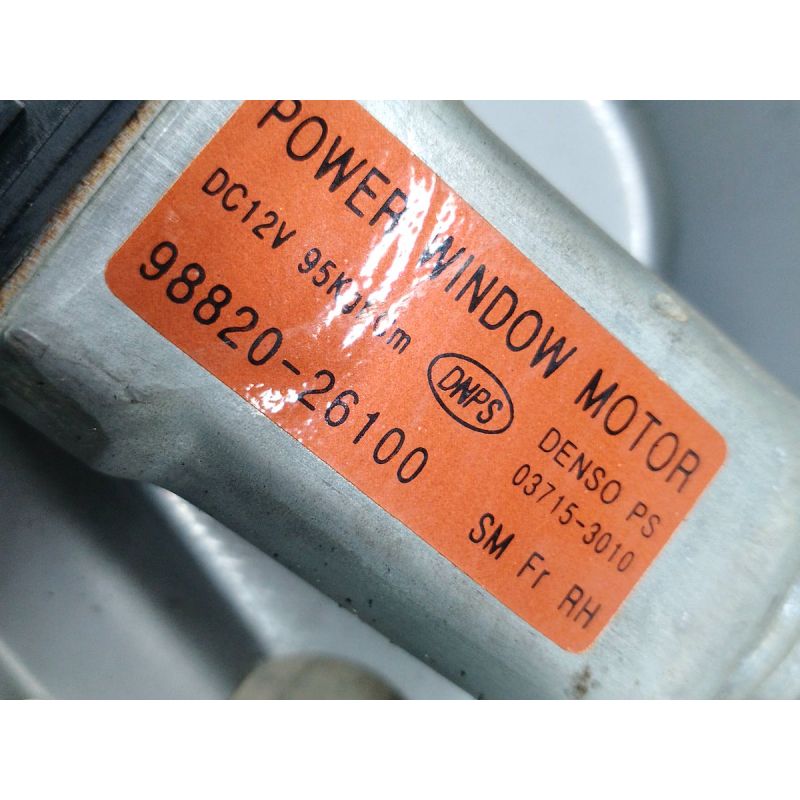 POWER WINDOW MOTOR
DC12V
98820-26100
DNPS
DENSO PS
03715-3010
SM Fr RH